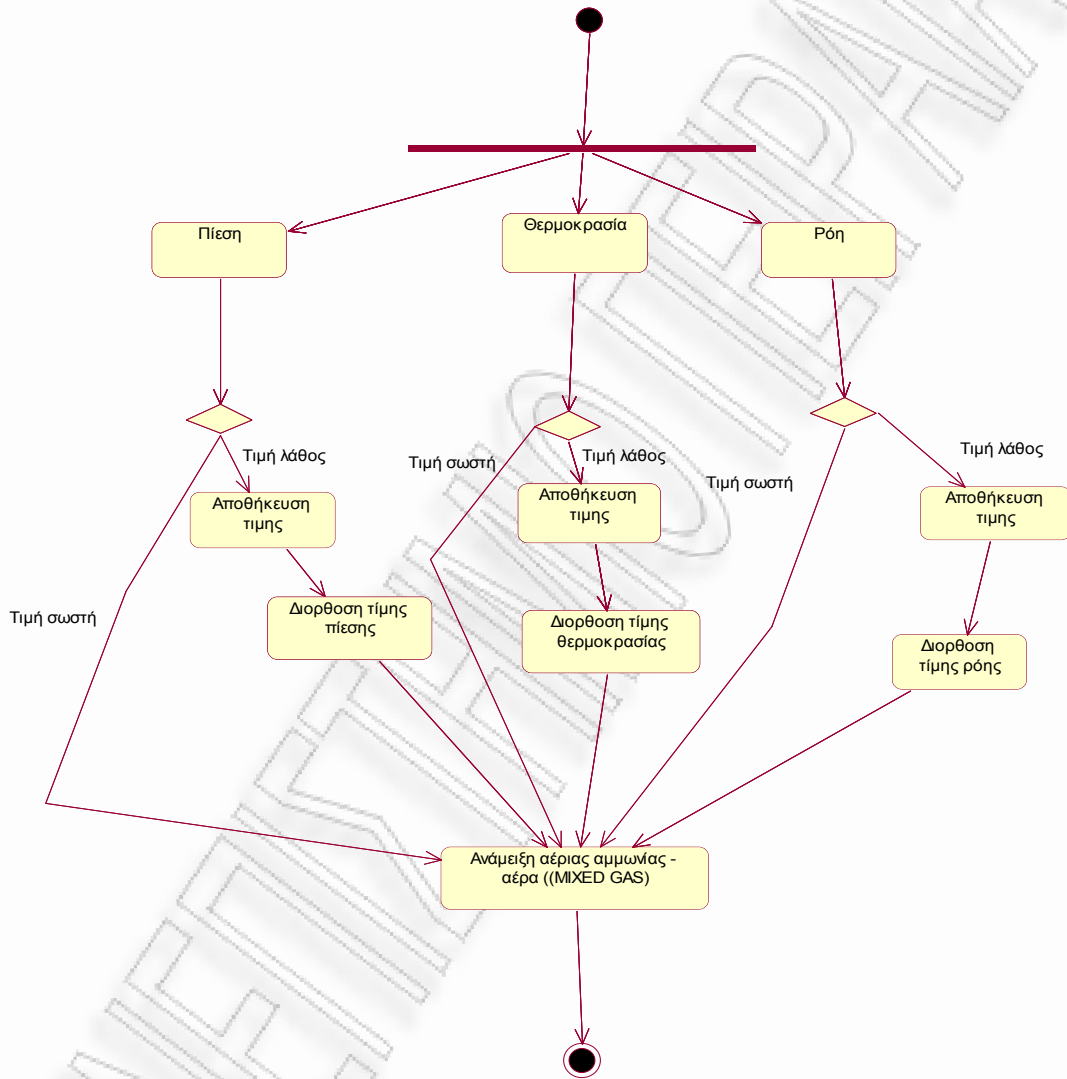 Πίεση
Θερμοκρασία
Ρόη
Τιμή λάθος
Τιμή σωστή
Τιμή λάθος
Τιμή σωστή
Τιμή λάθος
Αποθήκευση
τιμης
Αποθήκευση
τιμης
Αποθήκευση
τιμης
Τιμή σωστή
Διορθοση τίμης
πίεσης
Διορθοση τίμης
θερμοκρασίας
Διορθοση
τίμης ρόης
Ανάμειξη αέριας αμμωνίας -
αέρα ((MIXED GAS)